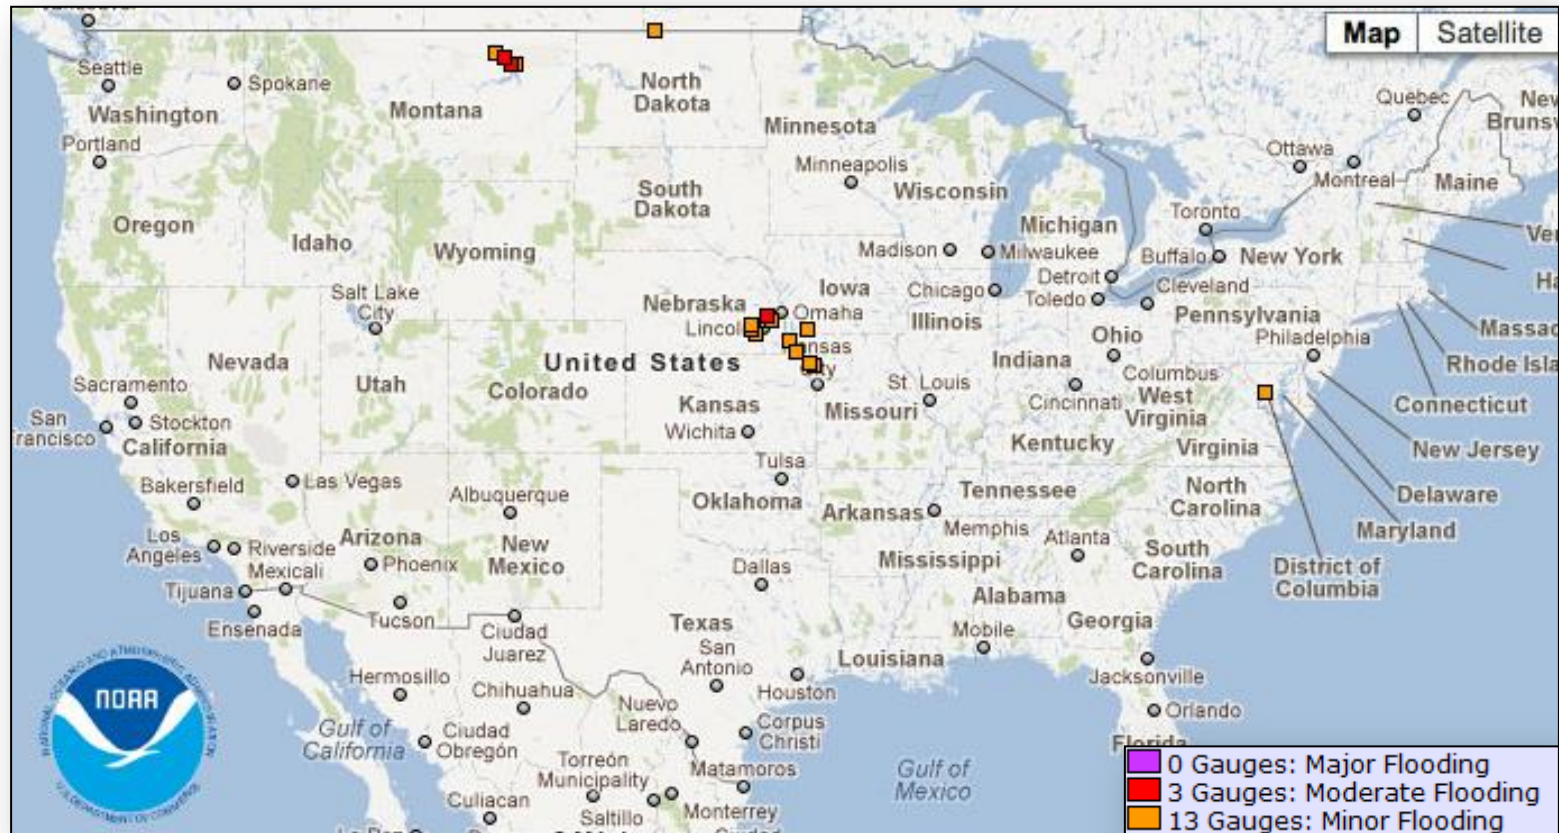 Map
Satellite
Seattle
Spokane
Washington
Montana
North
Dakota
Minnesota
Quebec
New
Portland
Minneapolis
Wisconsin
Ottawa
Montreal
Maine
Oregon
Idaho
Wyoming
South
Dakota
Michigan
Toronto
Madison
Milwaukee
Buffalo
New York
Detroit
Salt Lake
City
Nebraska
Iowa
Chicago
Toledo
Cleveland
Omaha
Illinois
Pennsylvania
Philadelphia
Nevada
Utah
United States
Colorado
Indiana
Ohio
Columbus
Sacramento
Stockton
San
Francisco
California
Kansas
St. Louis
Missouri
Cincinnati
West
Virginia
Connecticut
Wichita
Kentucky
Virginia
New Jersey
Bakersfield
Las Vegas
Albuquerque
Tulsa
Oklahoma
Arkansas
Tennessee
Memphis
North
Carolina
Delaware
Maryland
Los
Angeles
Riverside
Mexicali
Arizona
Phoenix
New
Mexico
Dallas
Mississippi
Atlanta
South
Carolina
District of
Columbia
Tijuana
Ensenada
Tucson
Ciudad
Juarez
Texas
San
Antonio
Alabama
Georgia
Mobile
Louisiana
Jacksonville
NOAA
Hermosillo
Chihuahua
Houston
Orlando
Gulf of
California
Ciudad
Obregón
Nuevo
Laredo
Corpus
Christi
Florida
Torreón
Municipality
Matamoros
Gulf of
Mexico
Culiacan
Saltillo
Monterrey
0 Gauges: Major Flooding
3 Gauges: Moderate Flooding
13 Gauges: Minor Flooding